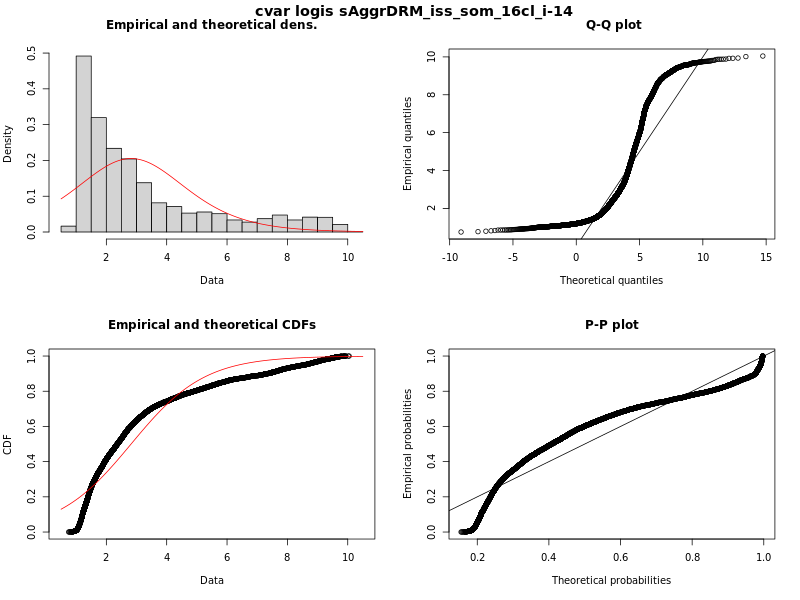 cvar logis sAggrDRM_iss_som_16cl_i-14
Empirical and theoretical dens.
Density
0.0 0.1 0.2 0.3 0.4 0.5
2 4 6 8 10
Data
Q-Q plot
Empirical quantiles
2 4 6 8 10
-10 -5 0 5 10 15
Theoretical quantiles
Empirical and theoretical CDFs
CDF
0.0 0.2 0.4 0.6 0.8 1.0
2 4 6 8 10
Data
P-P plot
Empirical probabilities
0.0 0.2 0.4 0.6 0.8 1.0
0.2 0.4 0.6 0.8 1.0
Theoretical probabilities